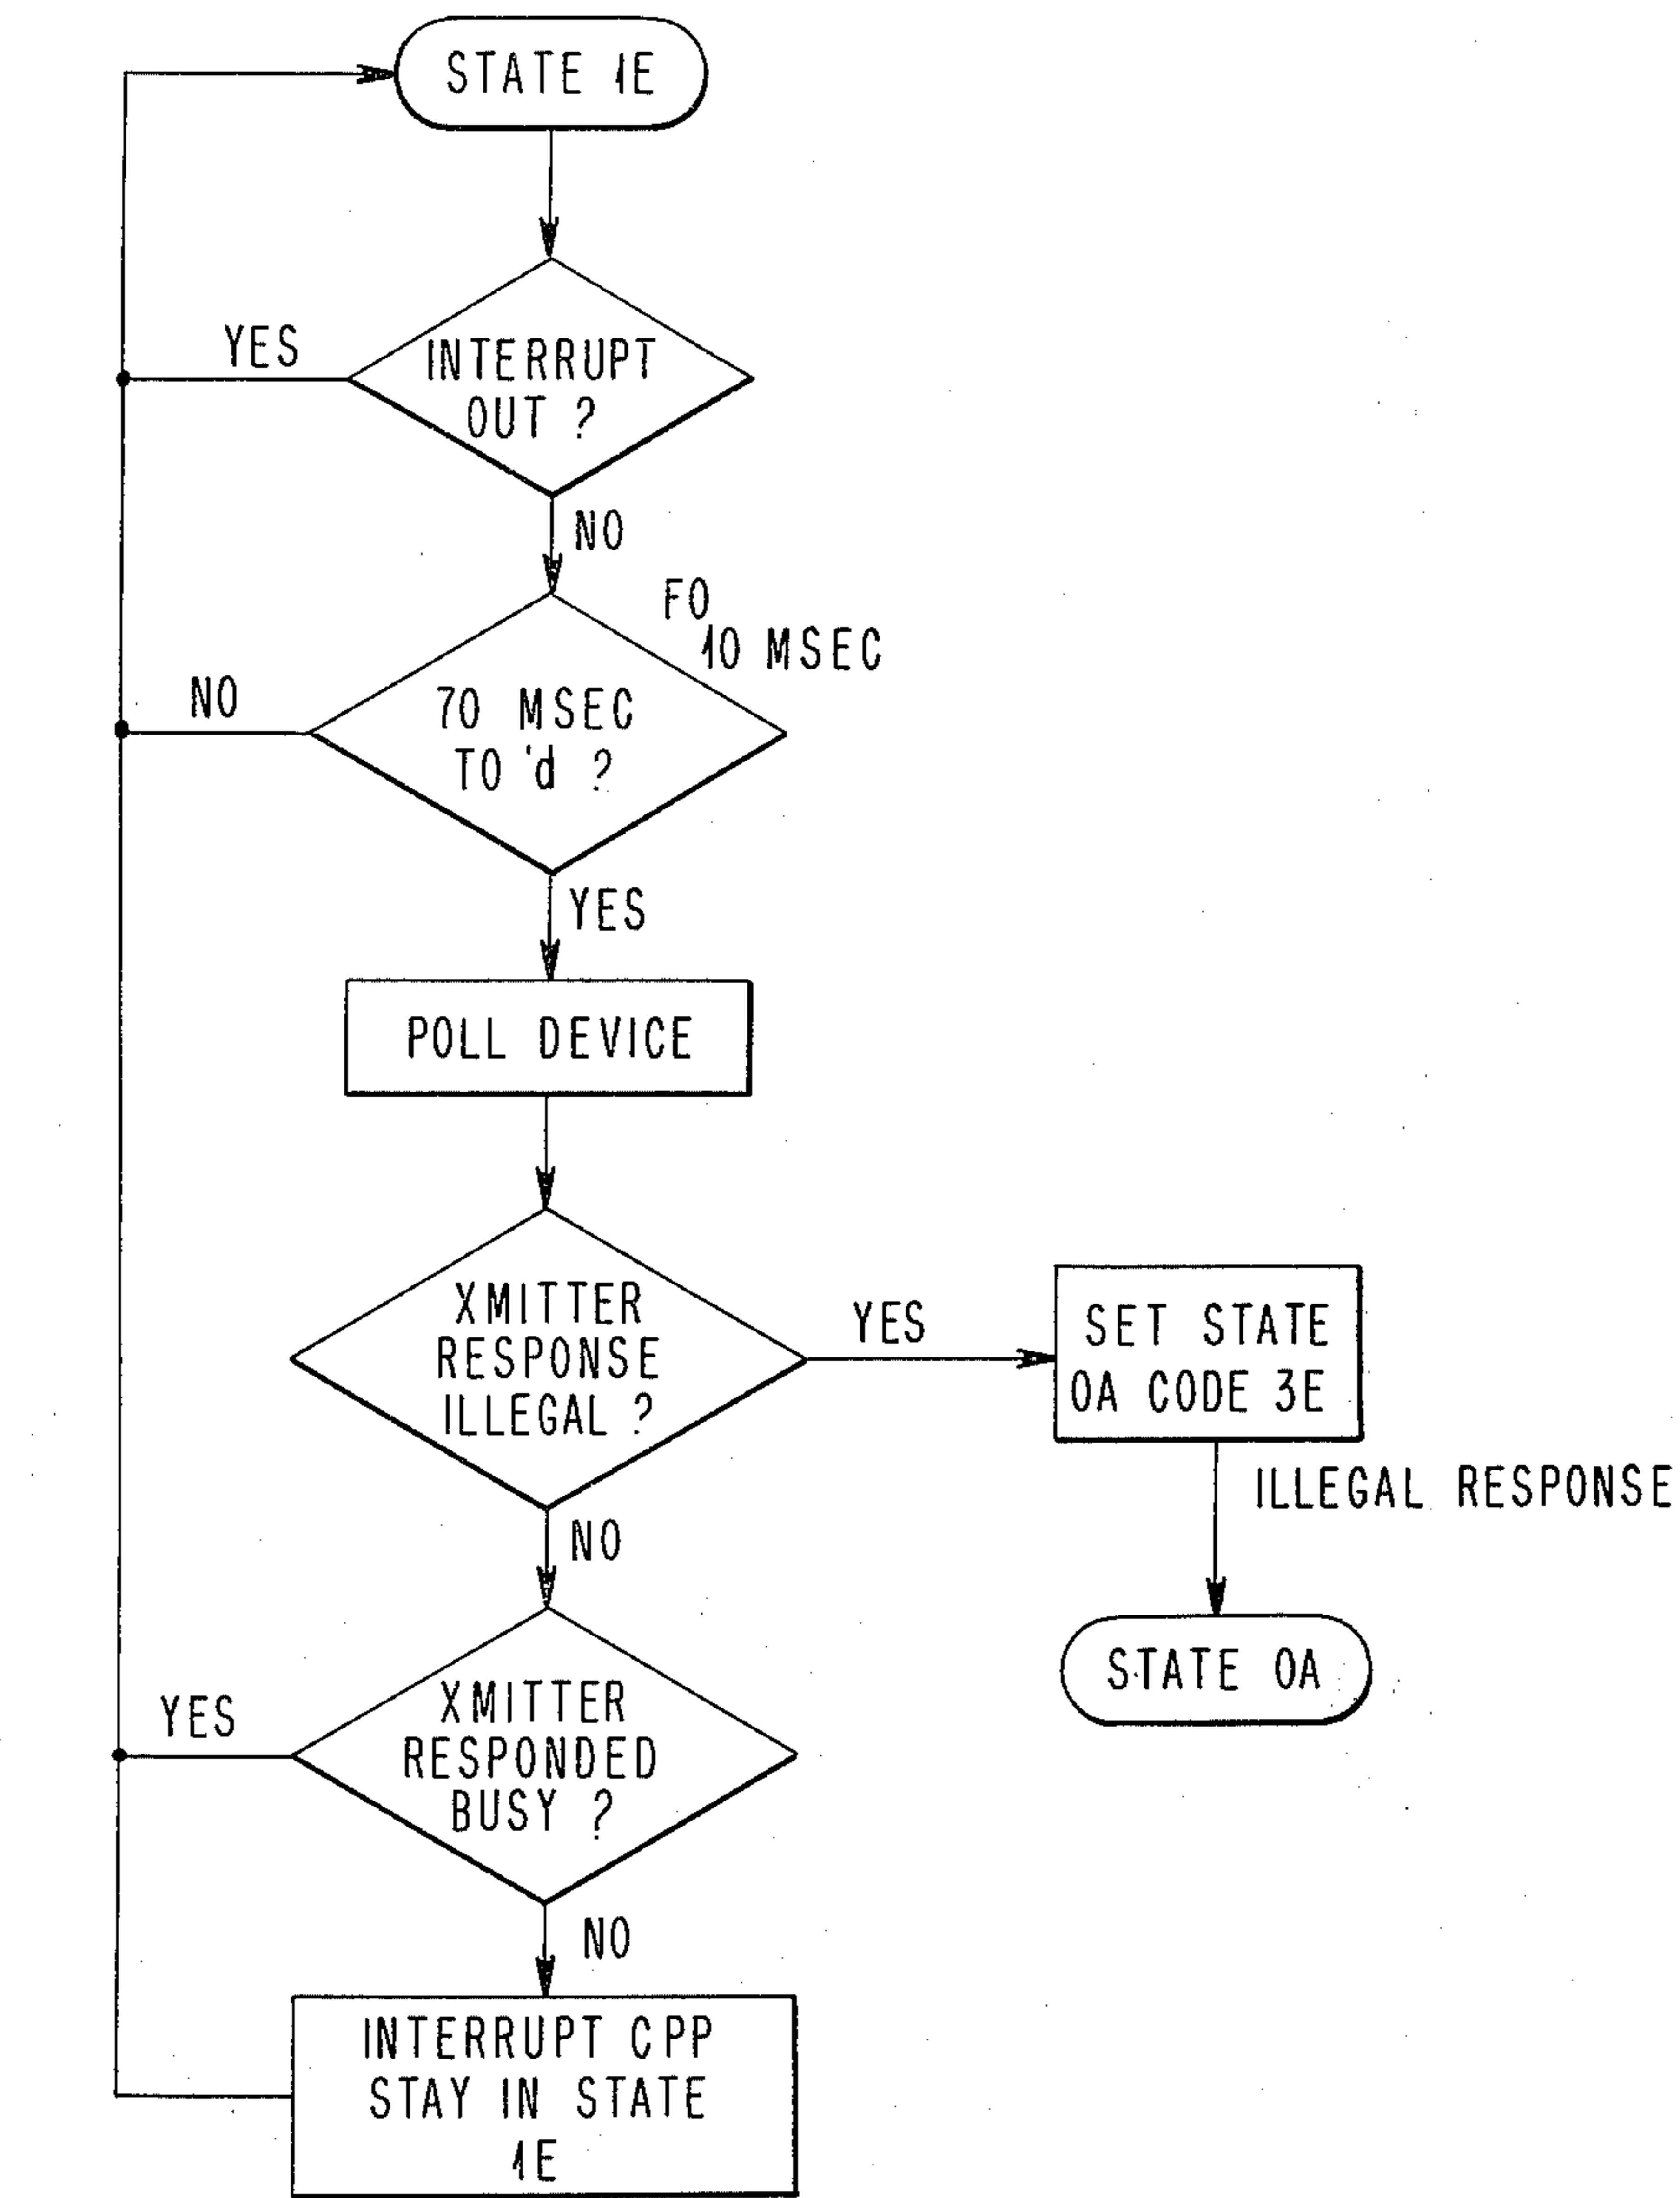 STATE 1E
YES
INTERRUPT
OUT ?
NO
FO
10 MSEC
NO
70 MSEC
TO 'd ?
YES
POLL DEVICE
XMITTER
RESPONSE
ILLEGAL ?
YES
SET STATE
0A CODE 3E
ILLEGAL RESPONSE
NO
STATE 0A
YES
XMITTER
RESPONDED
BUSY ?
NO
INTERRUPT CPP
STAY IN STATE
1E